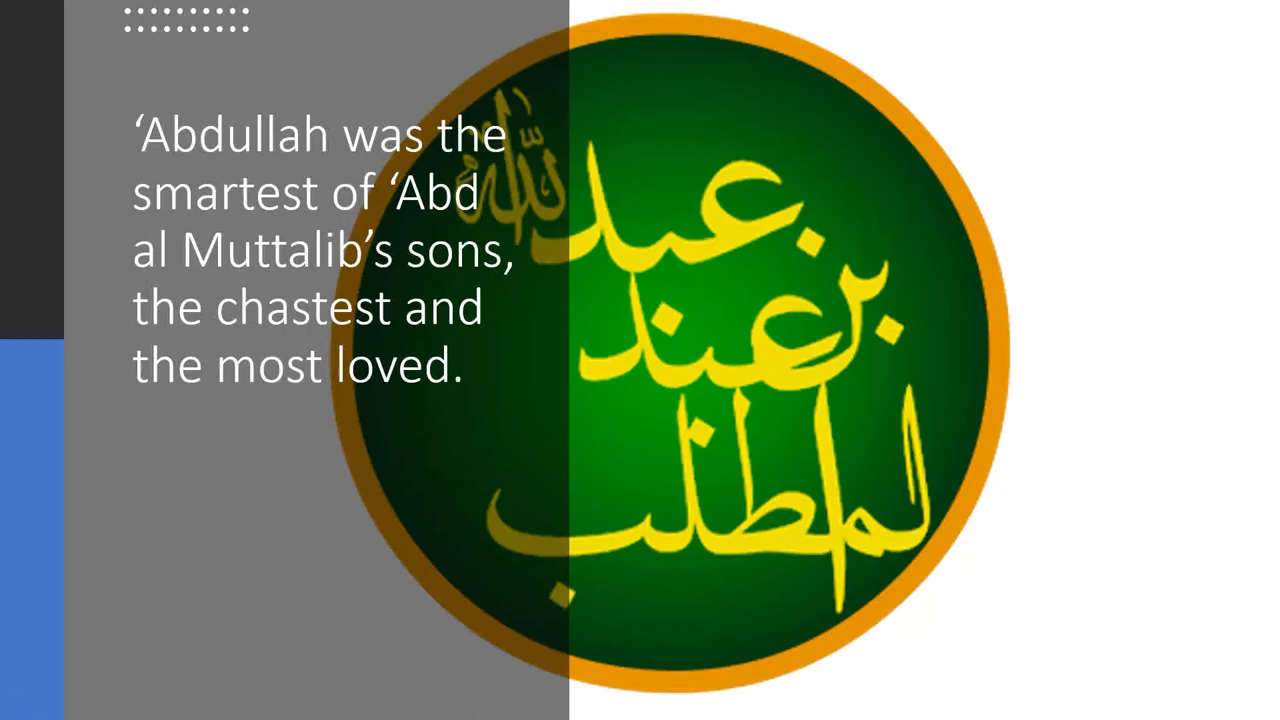 ‘Abdullah was the
smartest of ‘Abd
al Muttalib’s sons,
the chastest and
the most loved.
عبد الله
بن عبد
المطلب